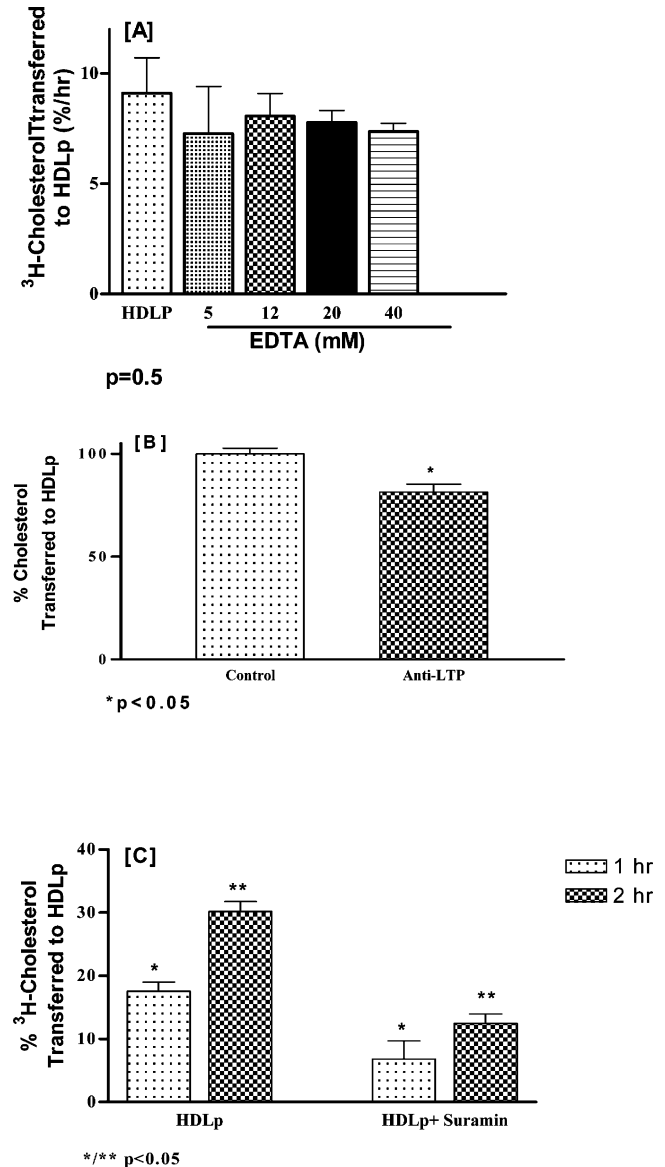 [A]
³H-CholesterolTtransferred
to HDLp (%/hr)
10
5
0
HDLP 5 12 20 40
EDTA (mM)
p=0.5
[B]
% Cholesterol
Transferred to HDLp
100
50
0
*
Control Anti-LTP
*p<0.05
[C]
% ³H-Cholesterol
Transferred to HDLp
40
30
20
10
0
* ** * **
HDLp HDLp+ Suramin
1 hr
2 hr
*/** p<0.05